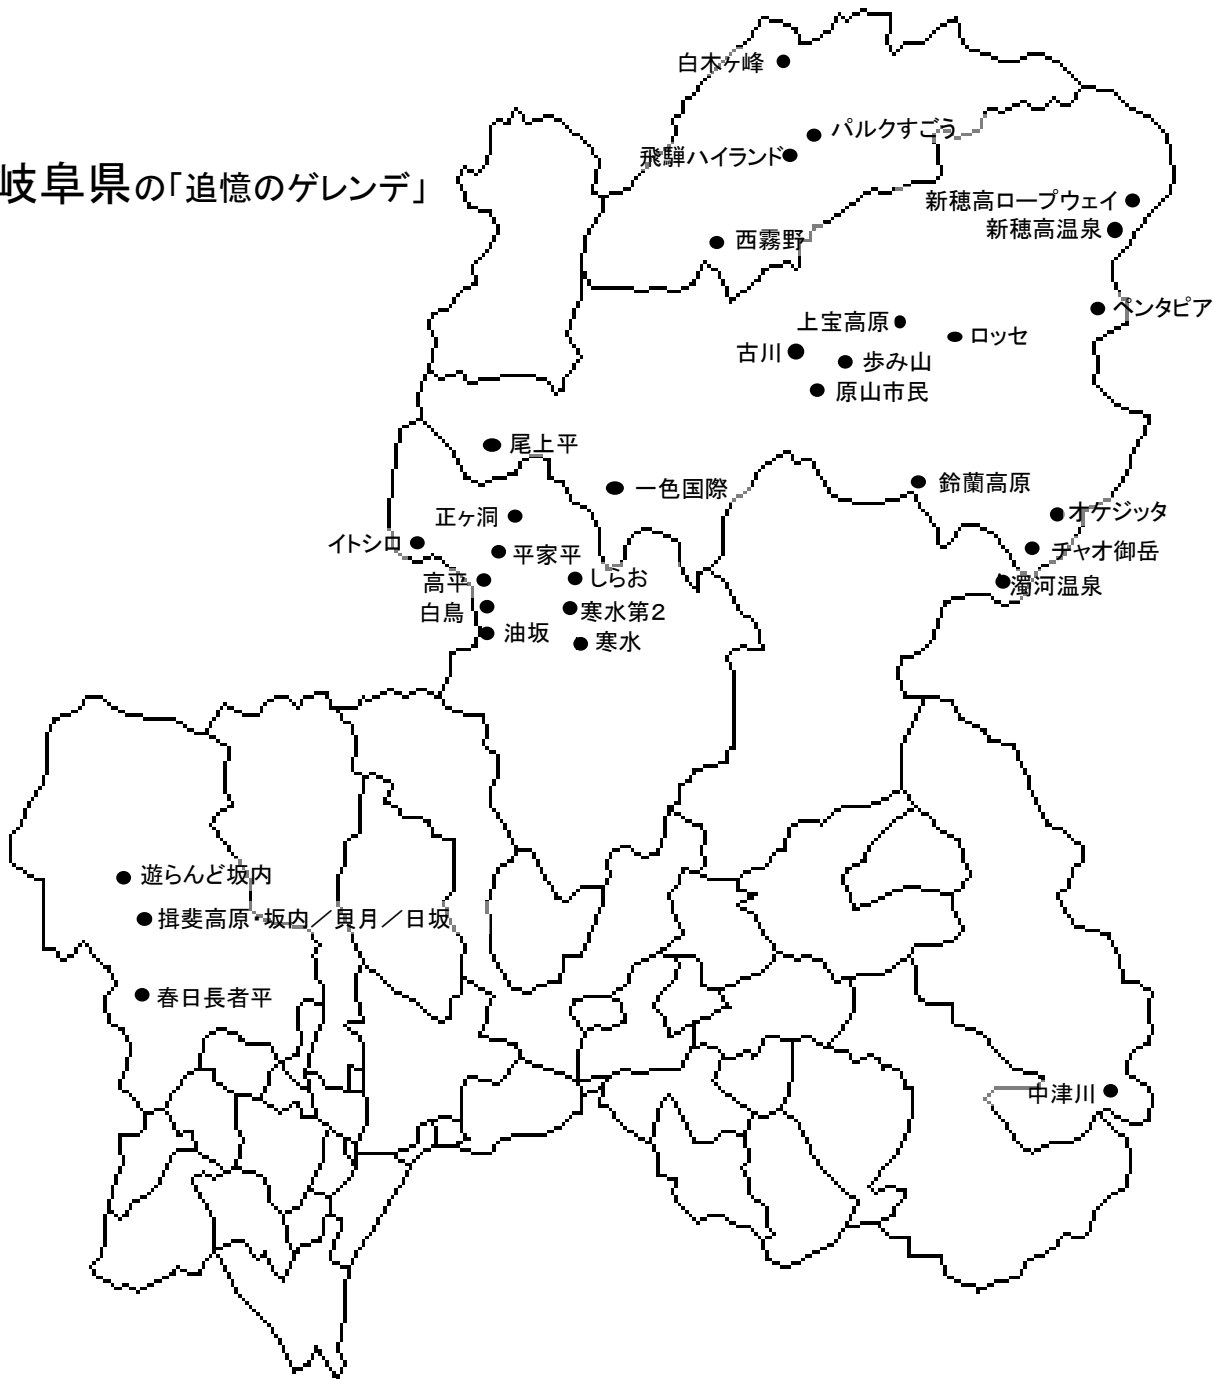 白木ヶ峰
パルクすごう
飛騨ハイランド
岐阜県の「追憶のゲレンデ」
新穂高ロープウェイ
新穂高温泉
西霧野
ペンタピア
上宝高原
ロッセ
古川
歩み山
原山市民
尾上平
一色国際
鈴蘭高原
正ヶ洞
オケジッタ
イトシロ
平家平
チャオ御岳
高平
しらお
濁河温泉
白鳥
寒水第2
油坂
寒水
遊らんど坂内
揖斐高原・坂内／貝月／日坂
春日長者平
中津川